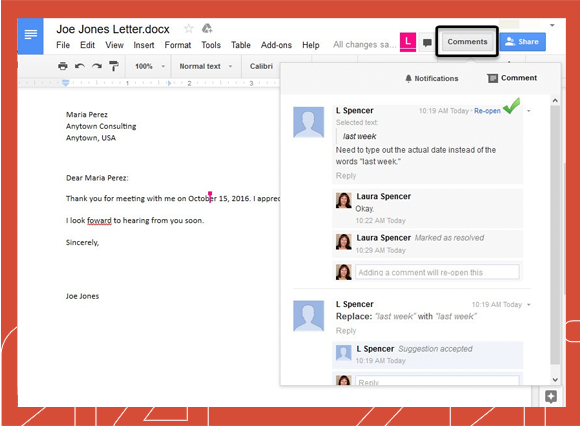 Joe Jones Letter.docx
File Edit View Insert Format Tools Table Add-ons Help All changes sa... L Comments Share
100% Normal text Calibri
1 1 2 3
Notifications Comment
Maria Perez
Anytown Consulting
Anytown, USA
Dear Maria Perez:
Thank you for meeting with me on October 15, 2016. I apprec
I look foward to hearing from you soon.
Sincerely,
Joe Jones
L Spencer 10:19 AM Today · Re-open
Selected text:
last week
Need to type out the actual date instead of the
words "last week."
Reply
Laura Spencer
Okay.
10:22 AM Today
Laura Spencer Marked as resolved
10:29 AM Today
Adding a comment will re-open this
L Spencer 10:19 AM Today
Replace: "last week" with "last week"
Reply
L Spencer Suggestion accepted
10:19 AM Today
Reply